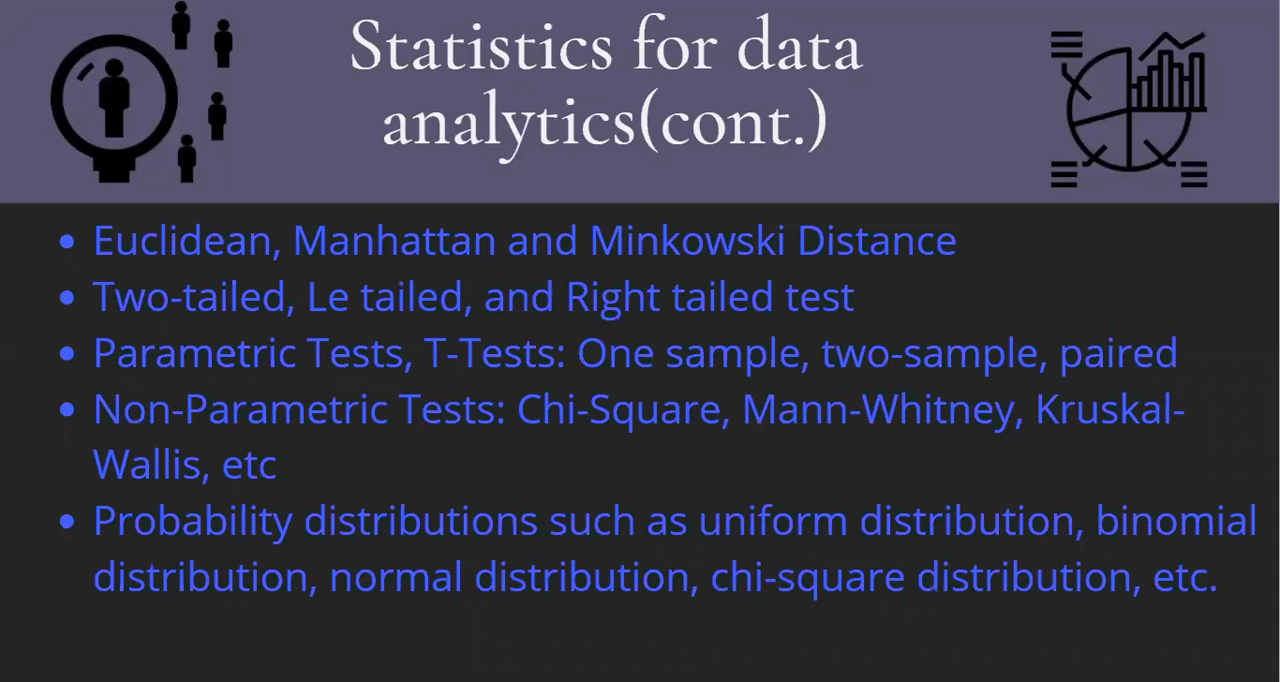 Statistics for data
analytics(cont.)
• Euclidean, Manhattan and Minkowski Distance
• Two-tailed, Le tailed, and Right tailed test
• Parametric Tests, T-Tests: One sample, two-sample, paired
• Non-Parametric Tests: Chi-Square, Mann-Whitney, Kruskal-
Wallis, etc
• Probability distributions such as uniform distribution, binomial
distribution, normal distribution, chi-square distribution, etc.